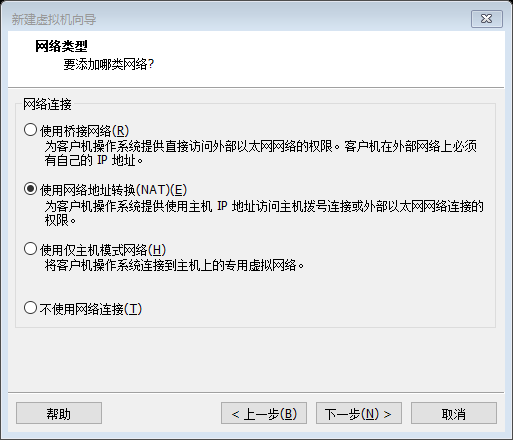 新建虚拟机向导
网络类型
要添加哪类网络?
网络连接
使用桥接网络(R)
为客户机操作系统提供直接访问外部以太网网络的权限。客户机在外部网络上必须
有自己的 IP 地址。
使用网络地址转换(NAT)(E)
为客户机操作系统提供使用主机 IP 地址访问主机拨号连接或外部以太网网络连接的
权限。
使用仅主机模式网络(H)
将客户机操作系统连接到主机上的专用虚拟网络。
不使用网络连接(T)
帮助
< 上一步(B)
下一步(N) >
取消